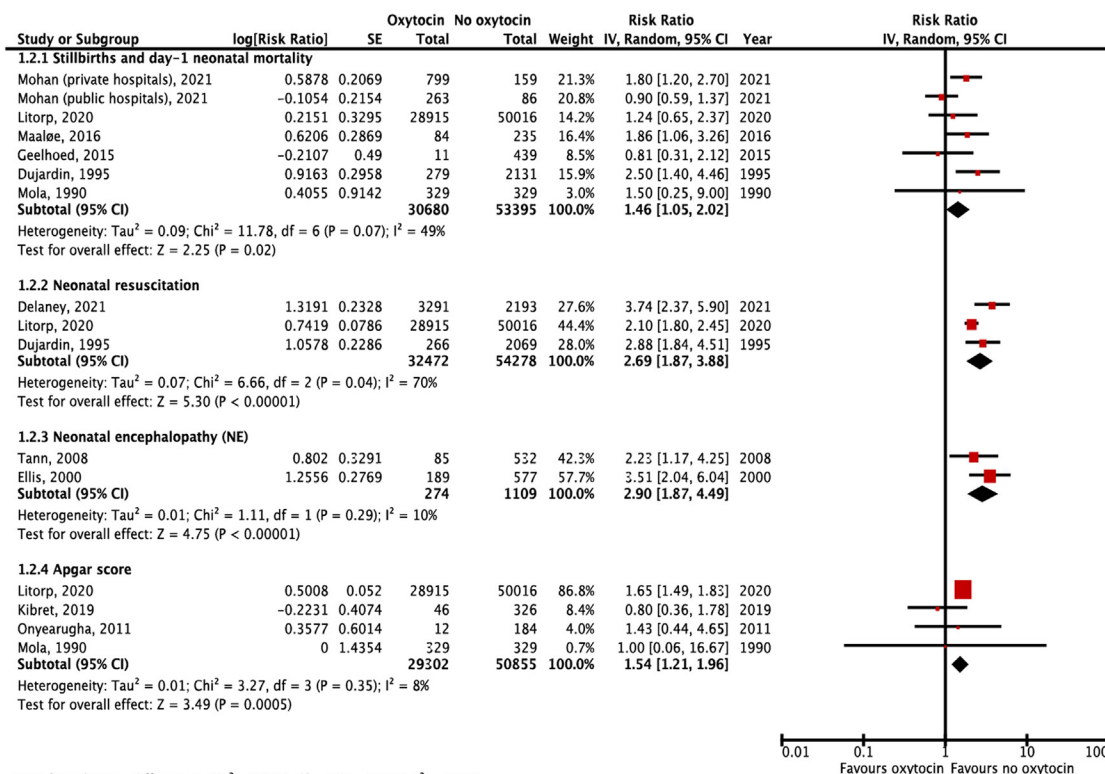 Oxytocin No oxytocin Risk Ratio Risk Ratio
Study or Subgroup log[Risk Ratio] SE Total Total Weight IV, Random, 95% CI Year IV, Random, 95% CI
1.2.1 Stillbirths and day-1 neonatal mortality
Mohan (private hospitals), 2021 0.5878 0.2069 799 159 21.3% 1.80 [1.20, 2.70] 2021
Mohan (public hospitals), 2021 −0.1054 0.2154 263 86 20.8% 0.90 [0.59, 1.37] 2021
Litorp, 2020 0.2151 0.3295 28915 50016 14.2% 1.24 [0.65, 2.37] 2020
Maaløe, 2016 0.6206 0.2869 84 235 16.4% 1.86 [1.06, 3.26] 2016
Geelhoed, 2015 −0.2107 0.49 11 439 8.5% 0.81 [0.31, 2.12] 2015
Dujardin, 1995 0.9163 0.2958 279 2131 15.9% 2.50 [1.40, 4.46] 1995
Mola, 1990 0.4055 0.9142 329 329 3.0% 1.50 [0.25, 9.00] 1990
Subtotal (95% CI) 30680 53395 100.0% 1.46 [1.05, 2.02]
Heterogeneity: Tau² = 0.09; Chi² = 11.78, df = 6 (P = 0.07); I² = 49%
Test for overall effect: Z = 2.25 (P = 0.02)
1.2.2 Neonatal resuscitation
Delaney, 2021 1.3191 0.2328 3291 2193 27.6% 3.74 [2.37, 5.90] 2021
Litorp, 2020 0.7419 0.0786 28915 50016 44.4% 2.10 [1.80, 2.45] 2020
Dujardin, 1995 1.0578 0.2286 266 2069 28.0% 2.88 [1.84, 4.51] 1995
Subtotal (95% CI) 32472 54278 100.0% 2.69 [1.87, 3.88]
Heterogeneity: Tau² = 0.07; Chi² = 6.66, df = 2 (P = 0.04); I² = 70%
Test for overall effect: Z = 5.30 (P < 0.00001)
1.2.3 Neonatal encephalopathy (NE)
Tann, 2008 0.802 0.3291 85 532 42.3% 2.23 [1.17, 4.25] 2008
Ellis, 2000 1.2556 0.2769 189 577 57.7% 3.51 [2.04, 6.04] 2000
Subtotal (95% CI) 274 1109 100.0% 2.90 [1.87, 4.49]
Heterogeneity: Tau² = 0.01; Chi² = 1.11, df = 1 (P = 0.29); I² = 10%
Test for overall effect: Z = 4.75 (P < 0.00001)
1.2.4 Apgar score
Litorp, 2020 0.5008 0.052 28915 50016 86.8% 1.65 [1.49, 1.83] 2020
Kibret, 2019 −0.2231 0.4074 46 326 8.4% 0.80 [0.36, 1.78] 2019
Onyearugha, 2011 0.3577 0.6014 12 184 4.0% 1.43 [0.44, 4.65] 2011
Mola, 1990 0 1.4354 329 329 0.7% 1.00 [0.06, 16.67] 1990
Subtotal (95% CI) 29302 50855 100.0% 1.54 [1.21, 1.96]
Heterogeneity: Tau² = 0.01; Chi² = 3.27, df = 3 (P = 0.35); I² = 8%
Test for overall effect: Z = 3.49 (P = 0.0005)
0.01 0.1 1 10 100
Favours oxytocin Favours no oxytocin